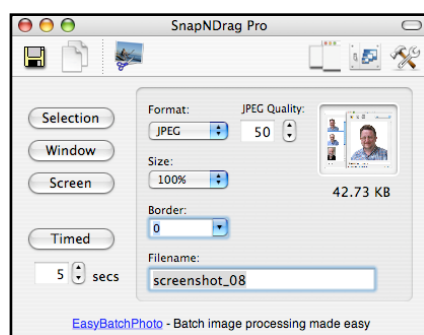 SnapNDrag Pro
Selection
Window
Screen
Timed
5 secs
Format:
JPEG
JPEG Quality:
50
Size:
100%
Border:
0
Filename:
screenshot_08
42.73 KB
EasyBatchPhoto - Batch image processing made easy